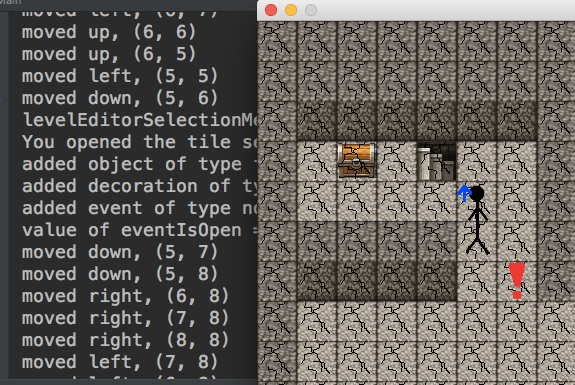 Main
moved left, (6, 7)
moved up, (6, 6)
moved up, (6, 5)
moved left, (5, 5)
moved down, (5, 6)
levelEditorSelectionMe
You opened the tile se
added object of type
added decoration of ty
added event of type no
value of eventIsOpen =
moved down, (5, 7)
moved down, (5, 8)
moved right, (6, 8)
moved right, (7, 8)
moved right, (8, 8)
moved left, (7, 8)